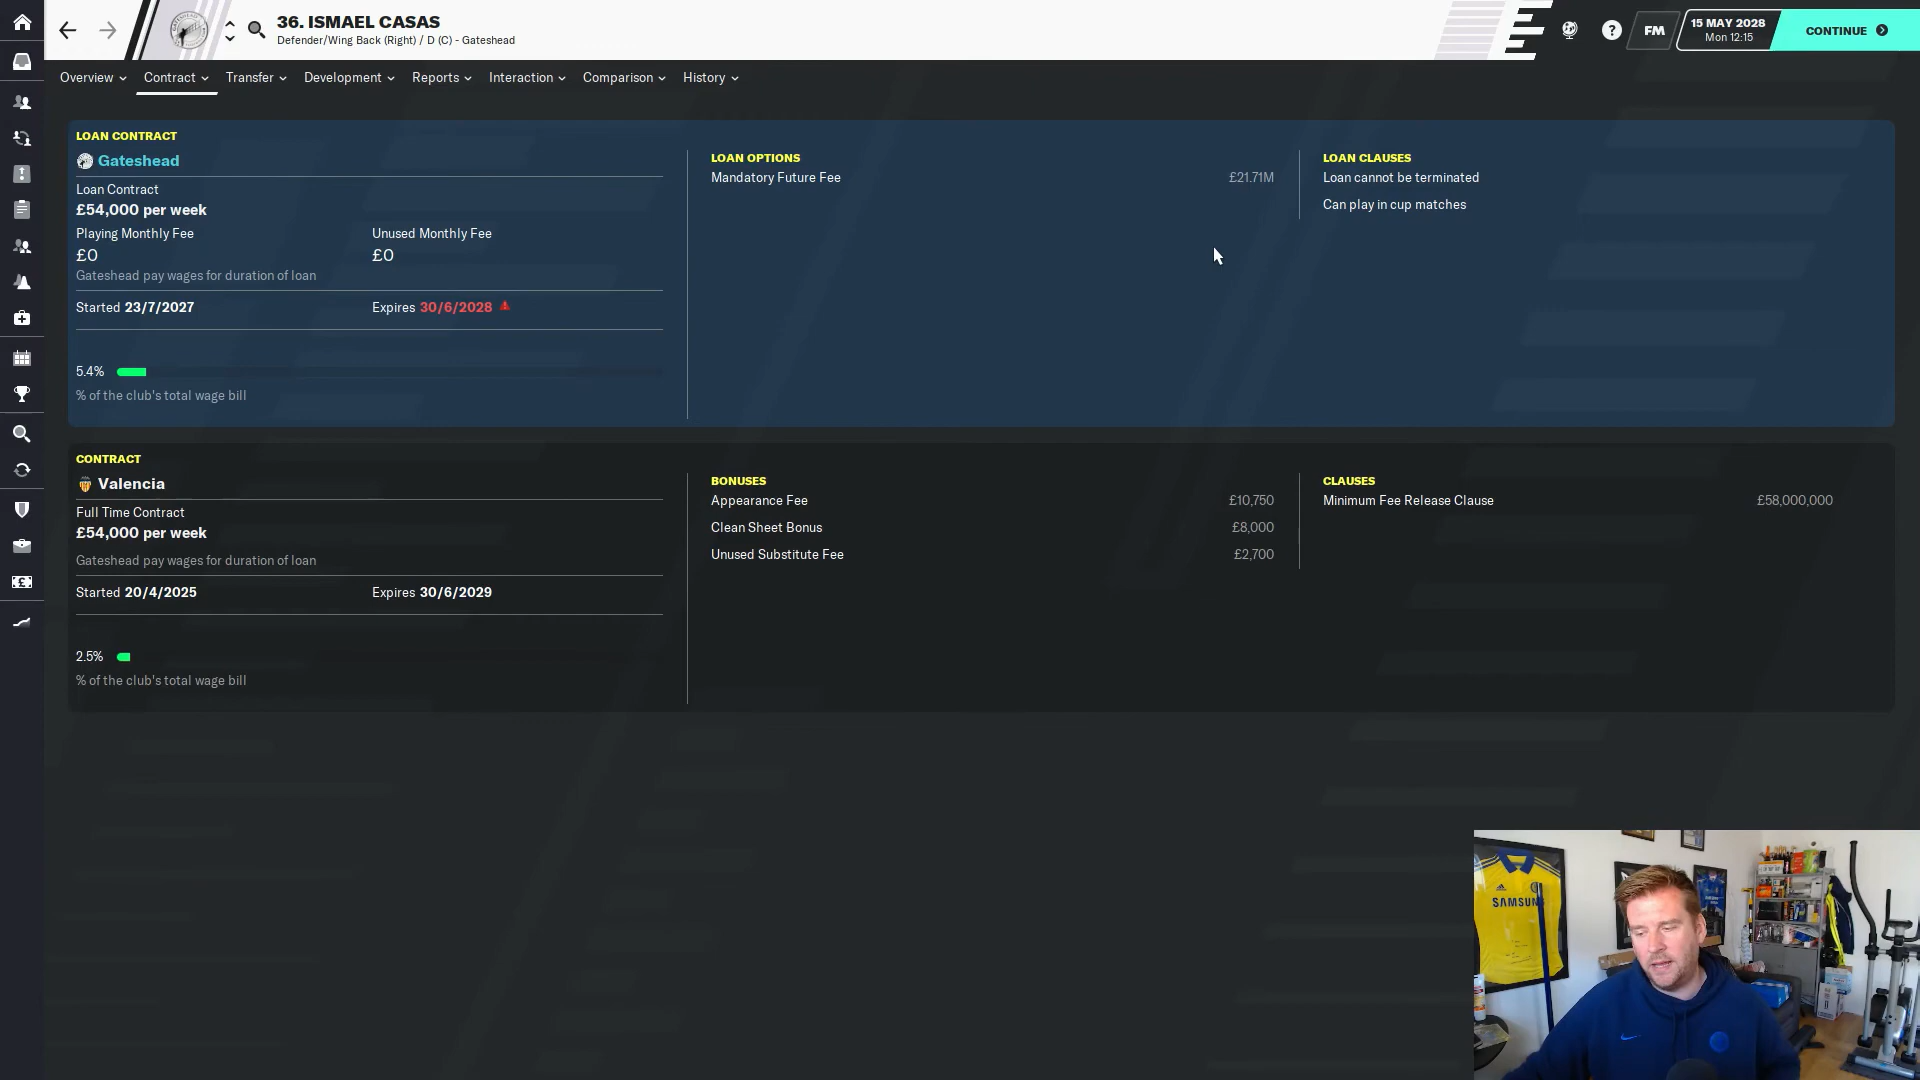 36. ISMAEL CASAS
Defender/Wing Back (Right) / D (C) - Gateshead
FM
15 MAY 2028
Mon 12:15
CONTINUE
Overview
Contract
Transfer
Development
Reports
Interaction
Comparison
History
LOAN CONTRACT
Gateshead
Loan Contract
£54,000 per week
Playing Monthly Fee
Unused Monthly Fee
£0
£0
Gateshead pay wages for duration of loan
Started 23/7/2027
Expires 30/6/2028
5.4%
% of the club's total wage bill
LOAN OPTIONS
Mandatory Future Fee
£21.71M
LOAN CLAUSES
Loan cannot be terminated
Can play in cup matches
CONTRACT
Valencia
Full Time Contract
£54,000 per week
Gateshead pay wages for duration of loan
Started 20/4/2025
Expires 30/6/2029
2.5%
% of the club's total wage bill
BONUSES
Appearance Fee
£10,750
Clean Sheet Bonus
£8,000
Unused Substitute Fee
£2,700
CLAUSES
Minimum Fee Release Clause
£58,000,000
SAMSUNG